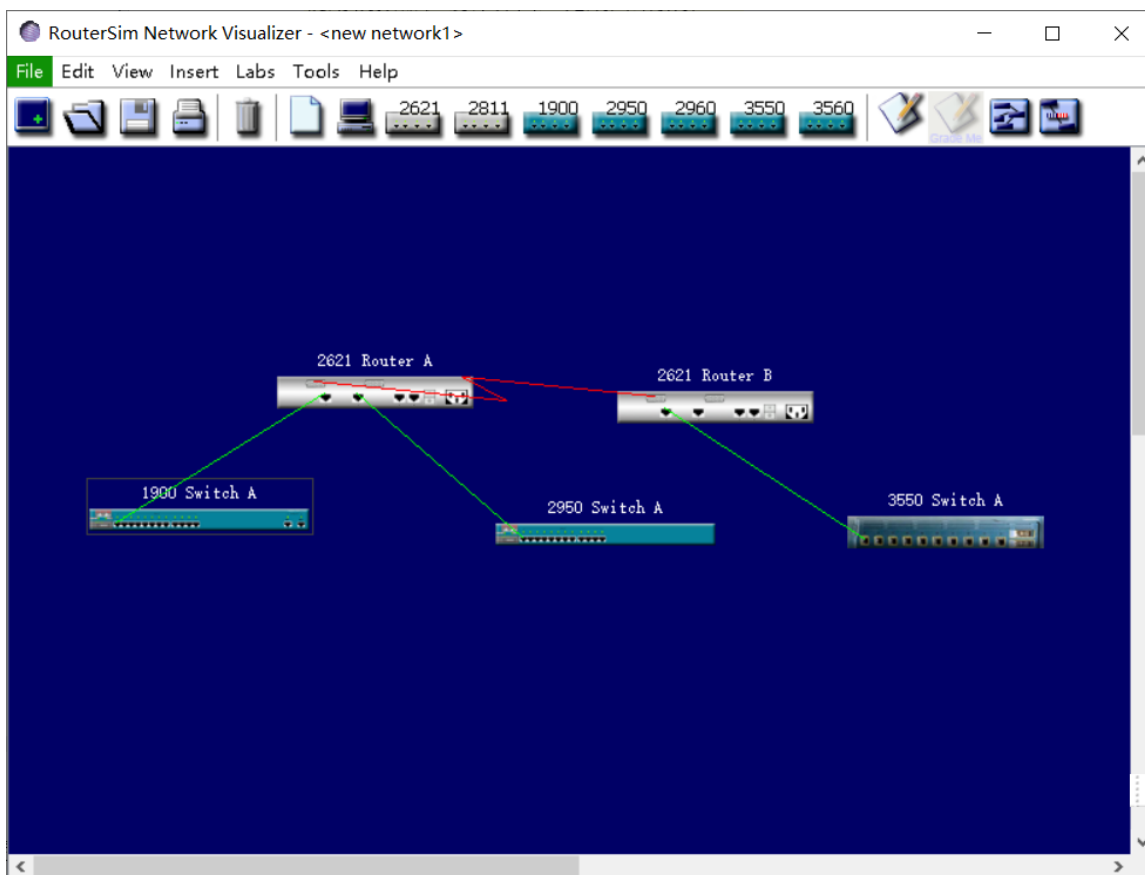 RouterSim Network Visualizer - <new network1>
File Edit View Insert Labs Tools Help
2621 2811 1900 2950 2960 3550 3560
Grade Me
2621 Router A
2621 Router B
1900 Switch A
2950 Switch A
3550 Switch A